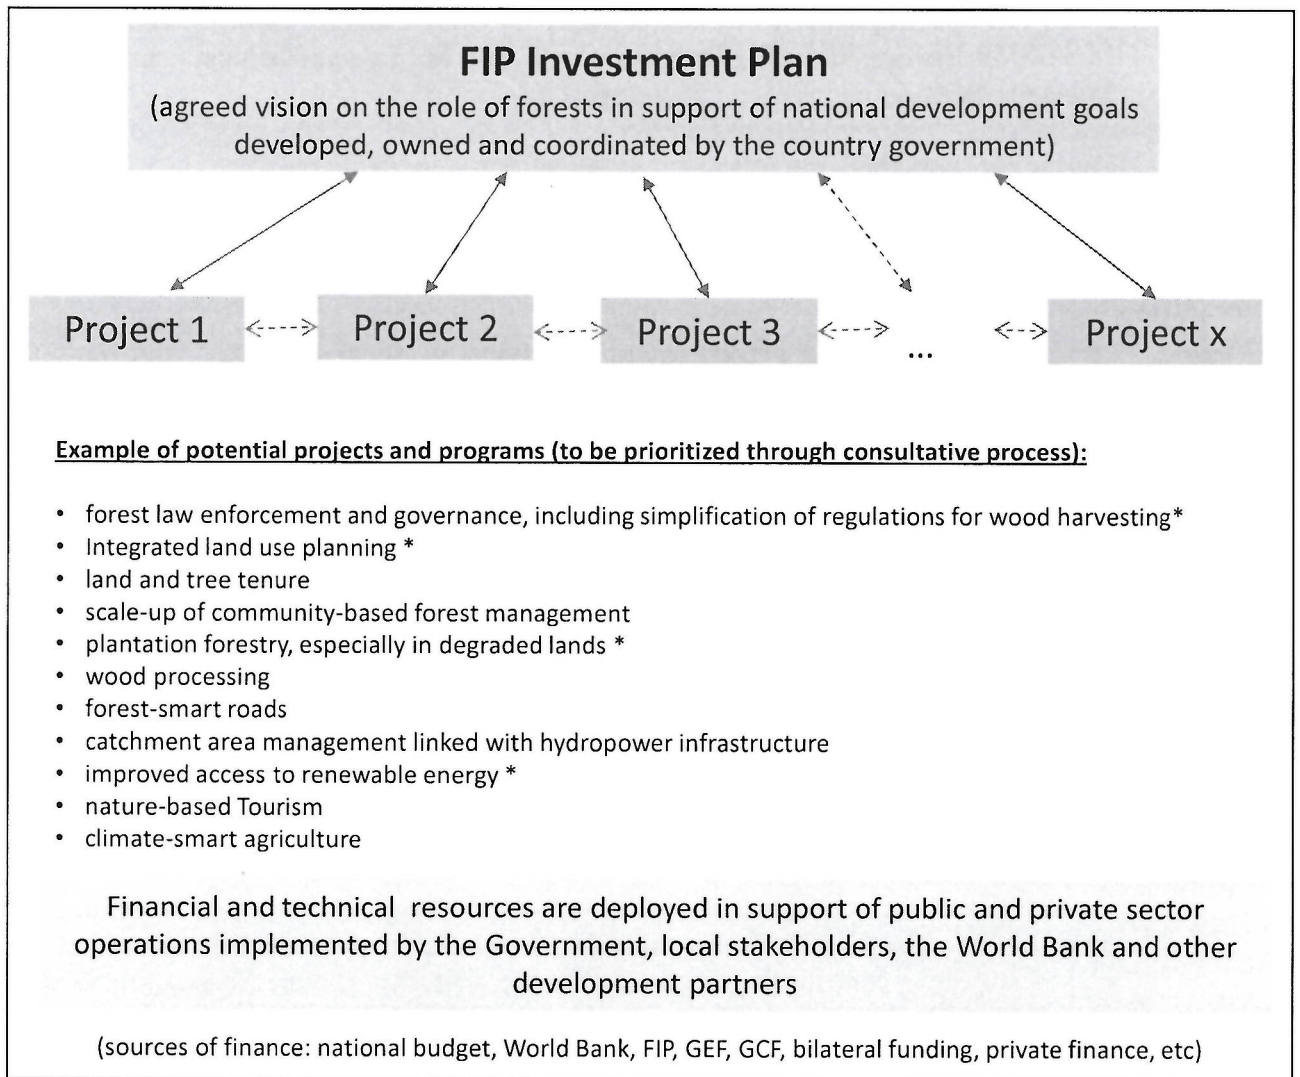 FIP Investment Plan
(agreed vision on the role of forests in support of national development goals
developed, owned and coordinated by the country government)
Project 1
Project 2
Project 3
...
Project x
Example of potential projects and programs (to be prioritized through consultative process):
• forest law enforcement and governance, including simplification of regulations for wood harvesting*
• Integrated land use planning *
• land and tree tenure
• scale-up of community-based forest management
• plantation forestry, especially in degraded lands *
• wood processing
• forest-smart roads
• catchment area management linked with hydropower infrastructure
• improved access to renewable energy *
• nature-based Tourism
• climate-smart agriculture
Financial and technical resources are deployed in support of public and private sector
operations implemented by the Government, local stakeholders, the World Bank and other
development partners
(sources of finance: national budget, World Bank, FIP, GEF, GCF, bilateral funding, private finance, etc)